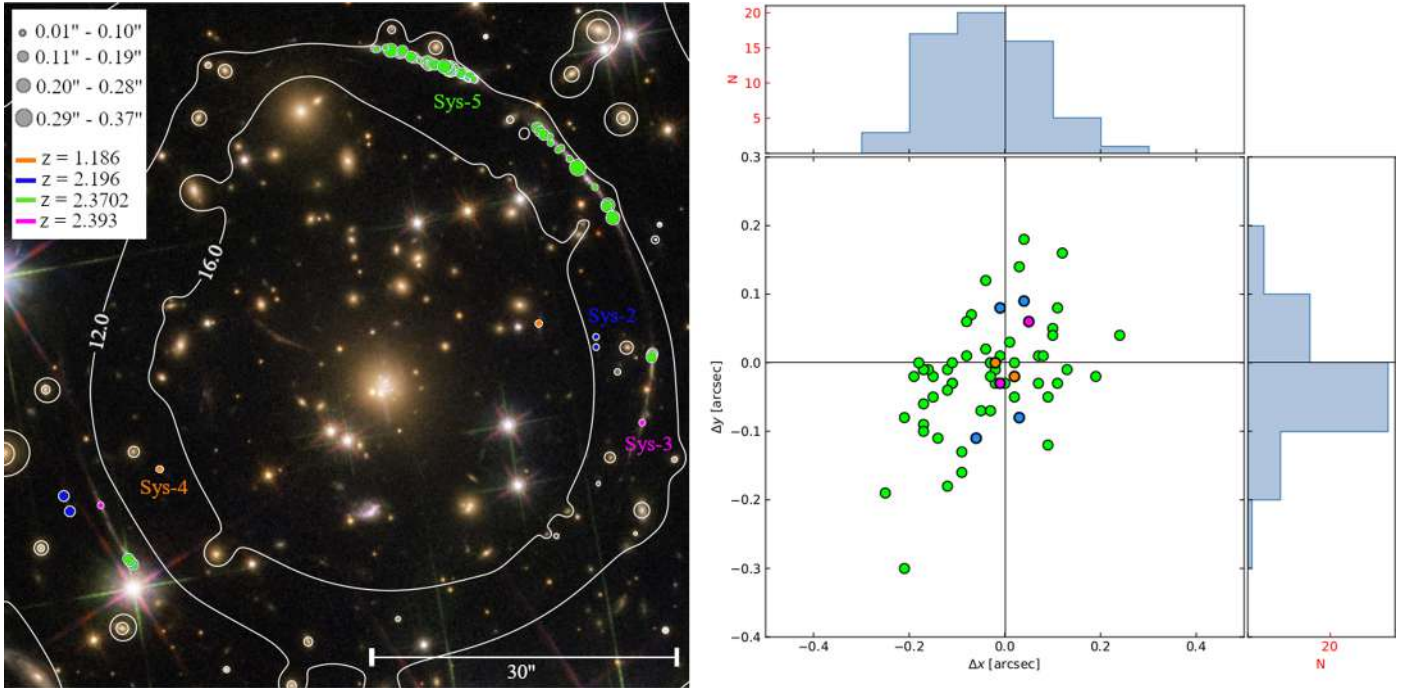 0.01" - 0.10"
0.11" - 0.19"
0.20" - 0.28"
0.29" - 0.37"
z = 1.186
z = 2.196
z = 2.3702
z = 2.393
Sys-5
16.0
12.0
Sys-2
Sys-3
Sys-4
30"
20
15
10
5
N
0.3
0.2
0.1
0.0
−0.1
−0.2
−0.3
−0.4
Δy [arcsec]
−0.4
−0.2
0.0
0.2
0.4
Δx [arcsec]
20
N